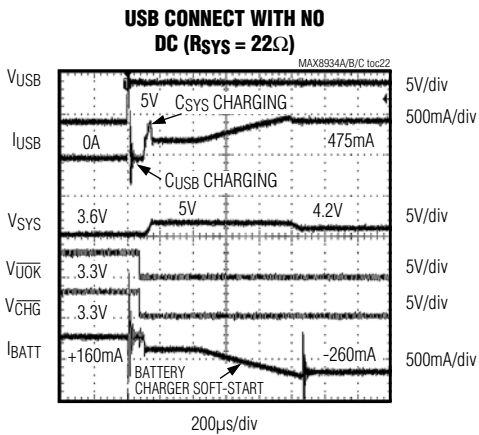 USB CONNECT WITH NO
DC (RSYS = 22Ω)
MAX8934A/B/C toc22
VUSB
5V
5V/div
CSYS CHARGING
500mA/div
IUSB
0A
475mA
CUSB CHARGING
VSYS
3.6V
5V
4.2V
5V/div
VUOK
3.3V
5V/div
VCHG
3.3V
5V/div
IBATT
+160mA
-260mA
500mA/div
BATTERY
CHARGER SOFT-START
200µs/div